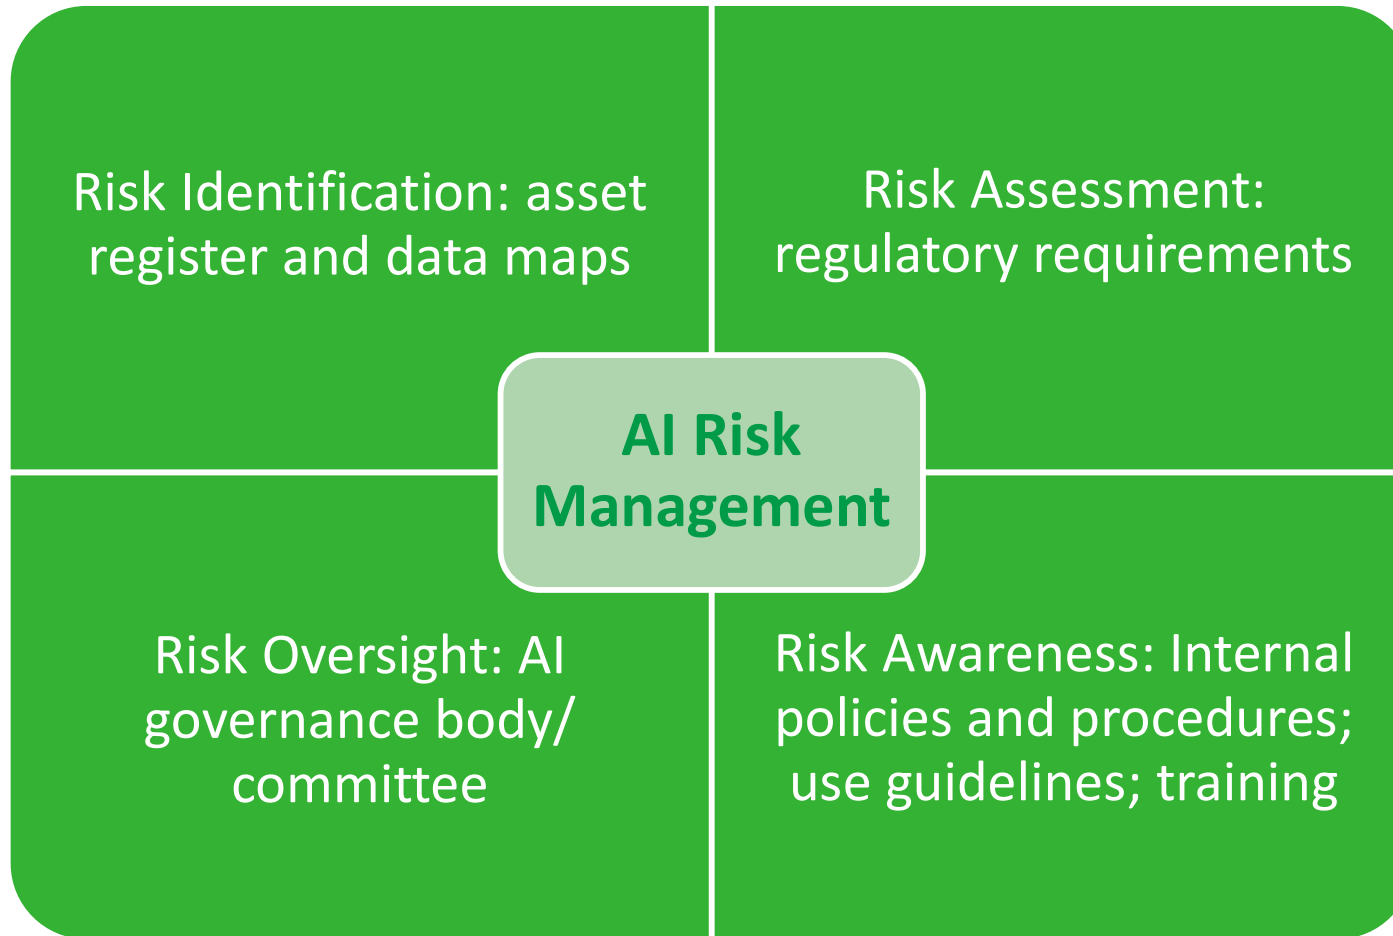 Risk Identification: asset
register and data maps
Risk Assessment:
regulatory requirements
AI Risk
Management
Risk Oversight: AI
governance body/
committee
Risk Awareness: Internal
policies and procedures;
use guidelines; training